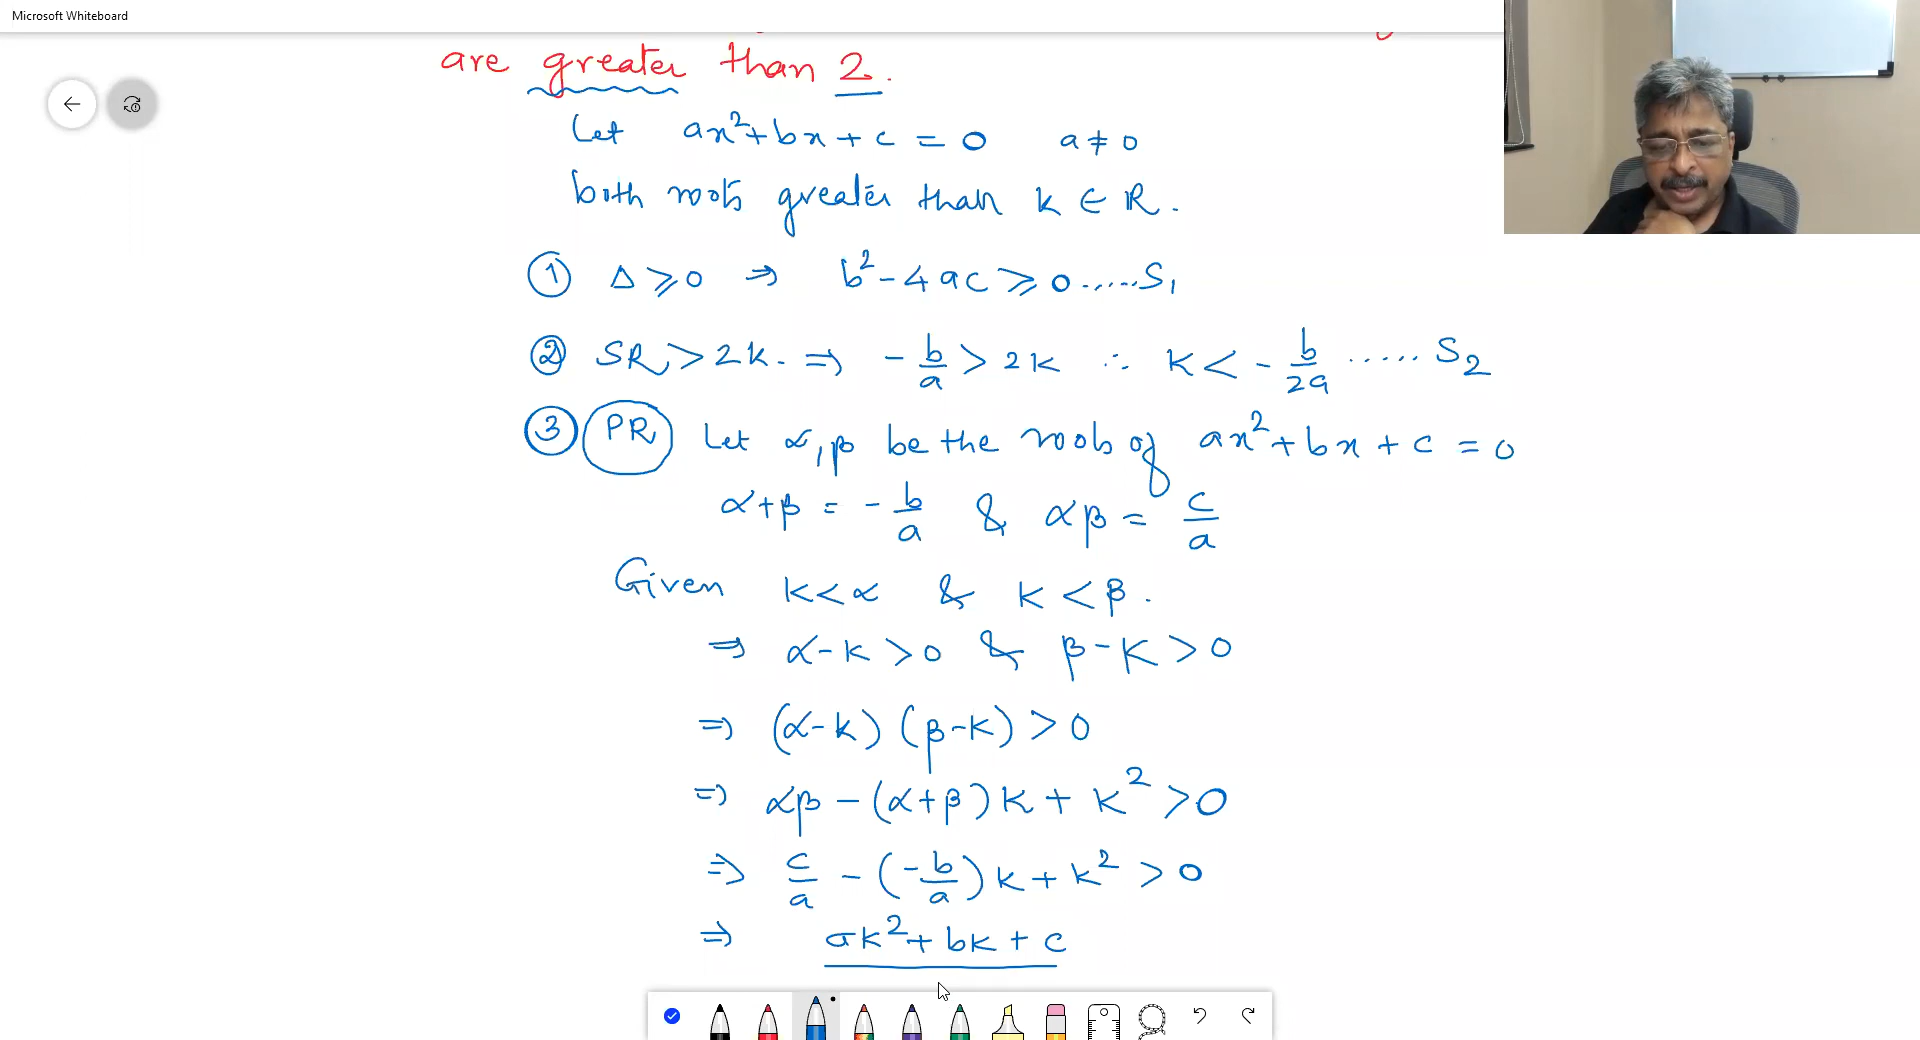 Microsoft Whiteboard
are greater than 2.
Let ax²+bx+c = 0 a≠0
both roots greater than K ∈ R.
① Δ ⩾ 0 ⇒ b²-4ac ⩾ 0 ..... S₁
② SR > 2K. ⇒ -b/a > 2K ∴ K < -b/2a ..... S₂
③ PR Let α,β be the roots of ax²+bx+c = 0
α+β = -b/a & αβ = c/a
Given K<α & K<β.
⇒ α-K>0 & β-K>0
⇒ (α-K)(β-K)>0
⇒ αβ-(α+β)K+K²>0
⇒ c/a-(-b/a)K+K²>0
⇒ aK²+bK+c